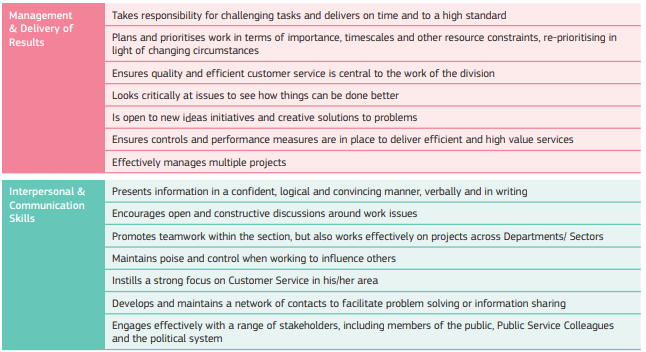 Management
& Delivery of
Results
Takes responsibility for challenging tasks and delivers on time and to a high standard
Plans and prioritises work in terms of importance, timescales and other resource constraints, re-prioritising in
light of changing circumstances
Ensures quality and efficient customer service is central to the work of the division
Looks critically at issues to see how things can be done better
Is open to new ideas initiatives and creative solutions to problems
Ensures controls and performance measures are in place to deliver efficient and high value services
Effectively manages multiple projects
Interpersonal &
Communication
Skills
Presents information in a confident, logical and convincing manner, verbally and in writing
Encourages open and constructive discussions around work issues
Promotes teamwork within the section, but also works effectively on projects across Departments/ Sectors
Maintains poise and control when working to influence others
Instills a strong focus on Customer Service in his/her area
Develops and maintains a network of contacts to facilitate problem solving or information sharing
Engages effectively with a range of stakeholders, including members of the public, Public Service Colleagues
and the political system